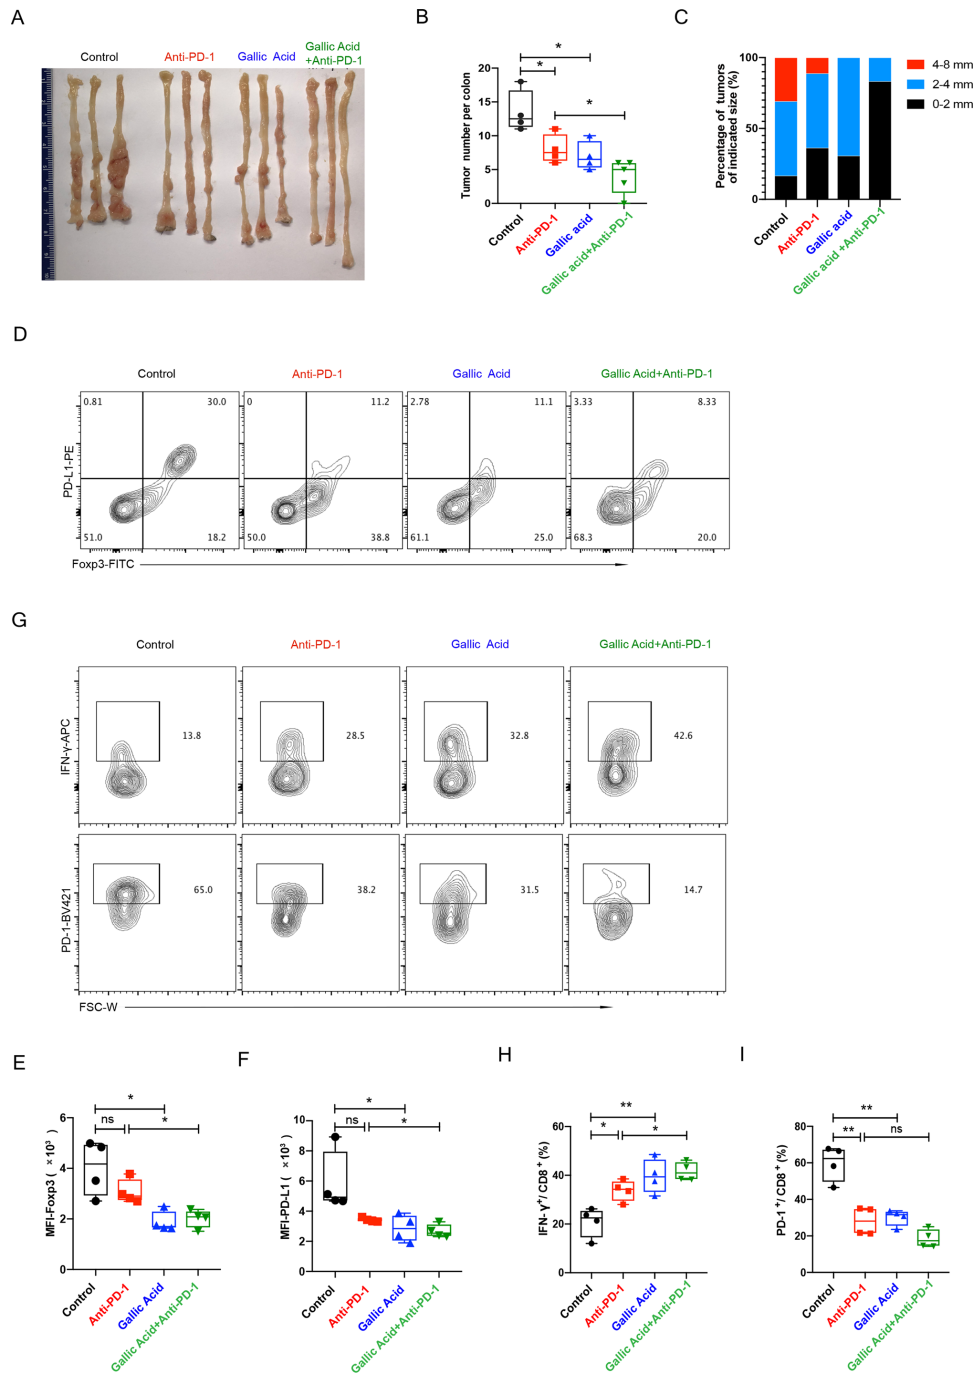 A
Control
Anti-PD-1
Gallic Acid
Gallic Acid
+Anti-PD-1
B
Tumor number per colon
20
15
10
5
0
*
*
*
Control
Anti-PD-1
Gallic acid
Gallic acid+Anti-PD-1
C
Percentage of tumors
of indicated size (%)
100
50
0
4-8 mm
2-4 mm
0-2 mm
Control
Anti-PD-1
Gallic acid
Gallic acid +Anti-PD-1
D
Control
Anti-PD-1
Gallic Acid
Gallic Acid+Anti-PD-1
PD-L1-PE
0.81 30.0
51.0 18.2
0 11.2
50.0 38.8
2.78 11.1
61.1 25.0
3.33 8.33
68.3 20.0
Foxp3-FITC
G
Control
Anti-PD-1
Gallic Acid
Gallic Acid+Anti-PD-1
IFN-γ-APC
13.8
28.5
32.8
42.6
PD-1-BV421
65.0
38.2
31.5
14.7
FSC-W
E
MFI-Foxp3 ( ×10³ )
6
4
2
0
*
ns
*
Control
Anti-PD-1
Gallic Acid
Gallic Acid+Anti-PD-1
F
MFI-PD-L1 ( ×10³ )
10
8
6
4
2
0
*
ns
*
Control
Anti-PD-1
Gallic Acid
Gallic Acid+Anti-PD-1
H
IFN- γ⁺/ CD8⁺ (%)
60
40
20
0
**
*
*
Control
Anti-PD-1
Gallic Acid
Gallic Acid+Anti-PD-1
I
PD-1⁺/ CD8⁺ (%)
80
60
40
20
0
**
**
ns
Control
Anti-PD-1
Gallic Acid
Gallic Acid+Anti-PD-1